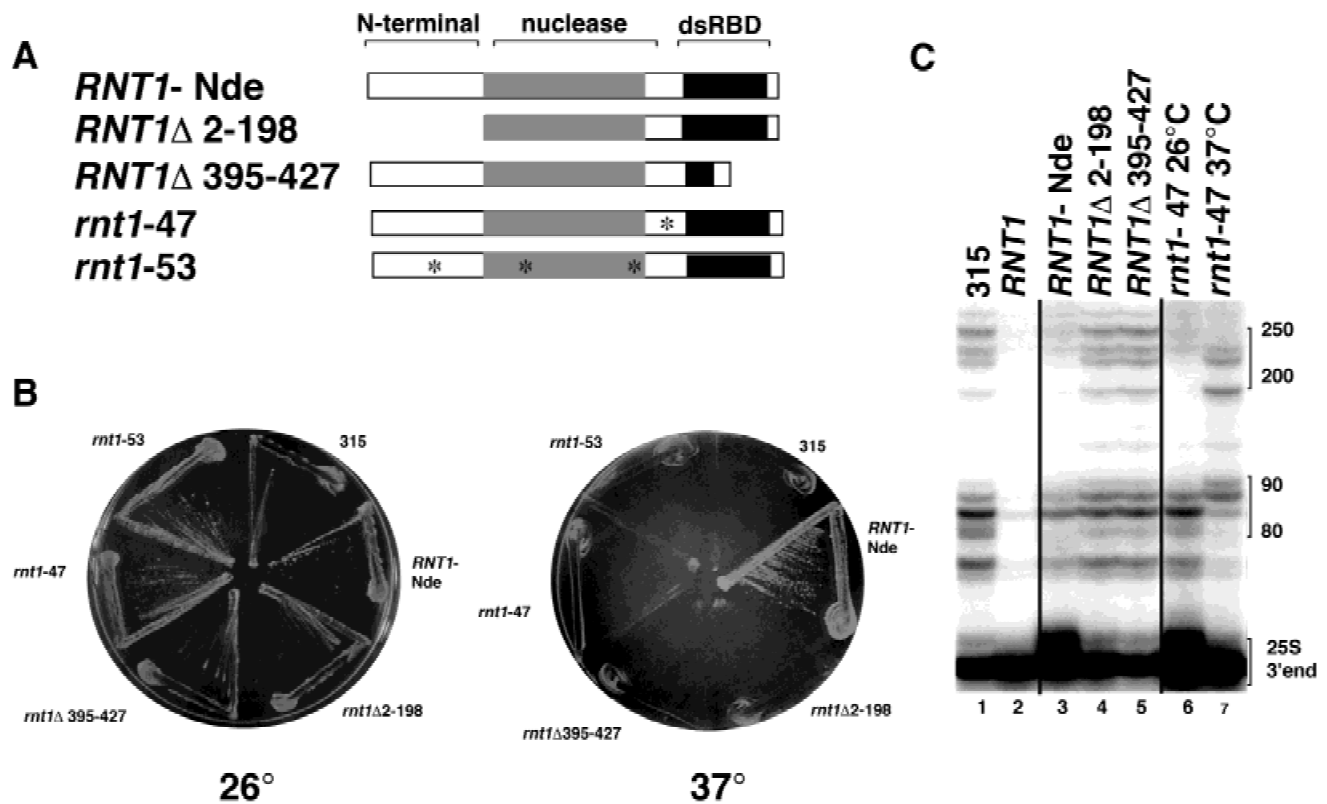 A
N-terminal nuclease dsRBD
RNT1- Nde
RNT1Δ 2-198
RNT1Δ 395-427
rnt1-47
*
rnt1-53
* * *
B
rnt1-53
315
RNT1-
Nde
rnt1-47
rnt1Δ 395-427
rnt1Δ2-198
26°
rnt1-53
315
RNT1-
Nde
rnt1-47
rnt1Δ2-198
rnt1Δ395-427
37°
C
315
RNT1
RNT1- Nde
RNT1Δ 2-198
RNT1Δ 395-427
rnt1- 47 26°C
rnt1-47 37°C
250
200
90
80
25S
3'end
1 2 3 4 5 6 7